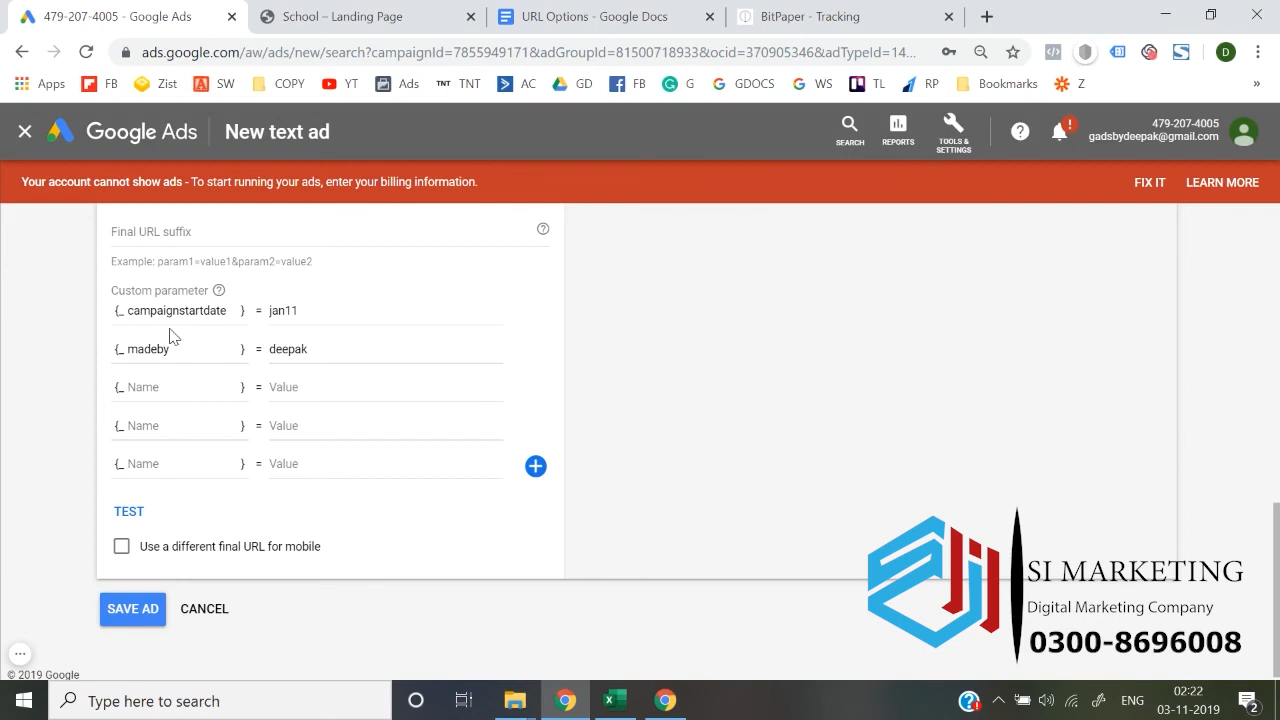 479-207-4005 - Google Ads
School – Landing Page
URL Options - Google Docs
BitPaper - Tracking
ads.google.com/aw/ads/new/search?campaignId=7855949171&adGroupId=81500718933&ocid=370905346&adTypeId=14...
D
Apps FB Zist SW COPY YT Ads TNT TNT AC GD FB G GDOCS WS TL RP Bookmarks Z »
Google Ads
New text ad
SEARCH
REPORTS
TOOLS & SETTINGS
479-207-4005
gadsbydeepak@gmail.com
Your account cannot show ads - To start running your ads, enter your billing information.
FIX IT
LEARN MORE
Final URL suffix
Example: param1=value1&param2=value2
Custom parameter
{_ campaignstartdate } = jan11
{_ madeby } = deepak
{_ Name } = Value
{_ Name } = Value
{_ Name } = Value
TEST
Use a different final URL for mobile
SAVE AD CANCEL
© 2019 Google
SI MARKETING
Digital Marketing Company
0300-8696008
Type here to search
ENG
02:22
03-11-2019
2